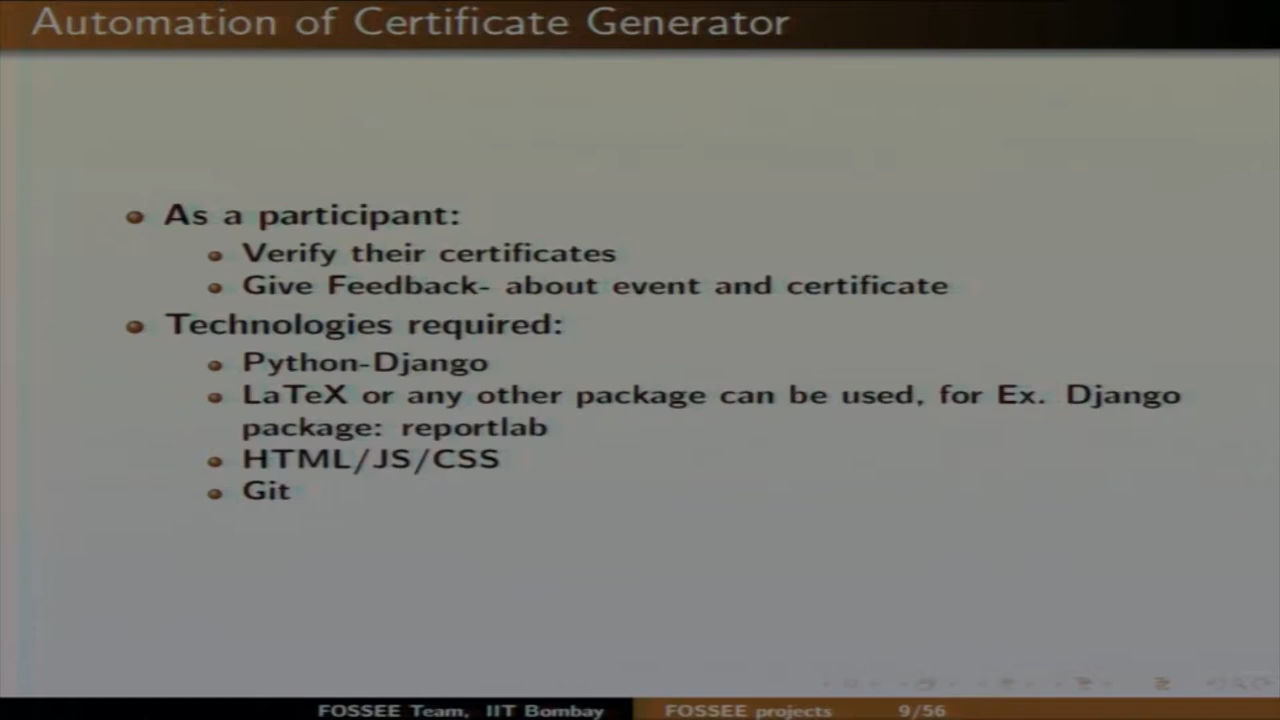 Automation of Certificate Generator
As a participant:
Verify their certificates
Give Feedback- about event and certificate
Technologies required:
Python-Django
LaTeX or any other package can be used, for Ex. Django
package: reportlab
HTML/JS/CSS
Git
FOSSEE Team, IIT Bombay FOSSEE projects 9/56